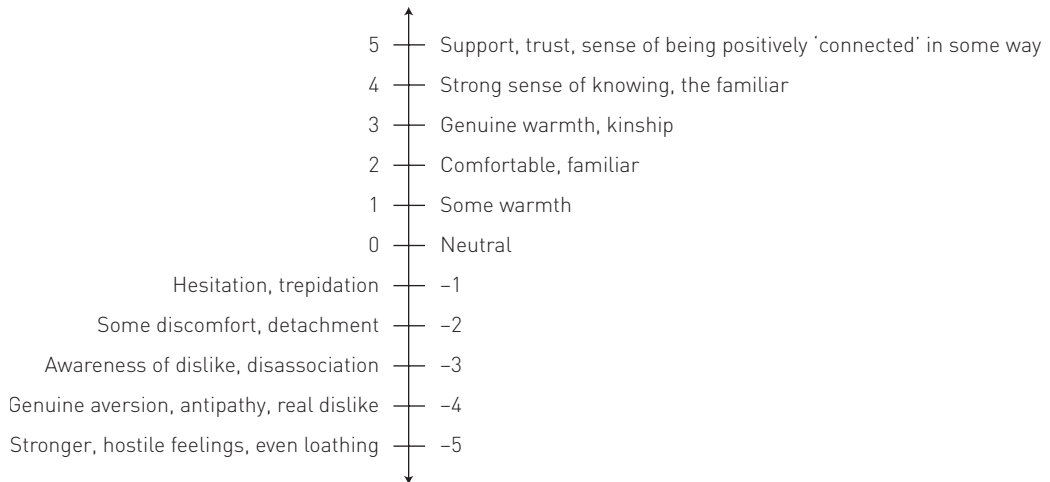 5 Support, trust, sense of being positively ‘connected’ in some way
4 Strong sense of knowing, the familiar
3 Genuine warmth, kinship
2 Comfortable, familiar
1 Some warmth
0 Neutral
Hesitation, trepidation –1
Some discomfort, detachment –2
Awareness of dislike, disassociation –3
Genuine aversion, antipathy, real dislike –4
Stronger, hostile feelings, even loathing –5